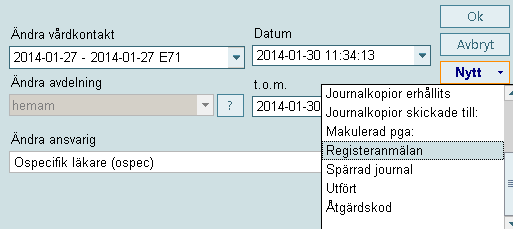 Ok
Ändra vårdkontakt
Datum
2014-01-27 - 2014-01-27 E71
2014-01-30 11:34:13
Avbryt
Ändra avdelning
t.o.m.
Nytt
hemam
?
2014-01-30
Journalkopior erhållits
Journalkopior skickade till:
Makulerad pga:
Ändra ansvarig
Registeranmälan
Ospecifik läkare (ospec)
Spärrad journal
Utfört
Åtgärdskod